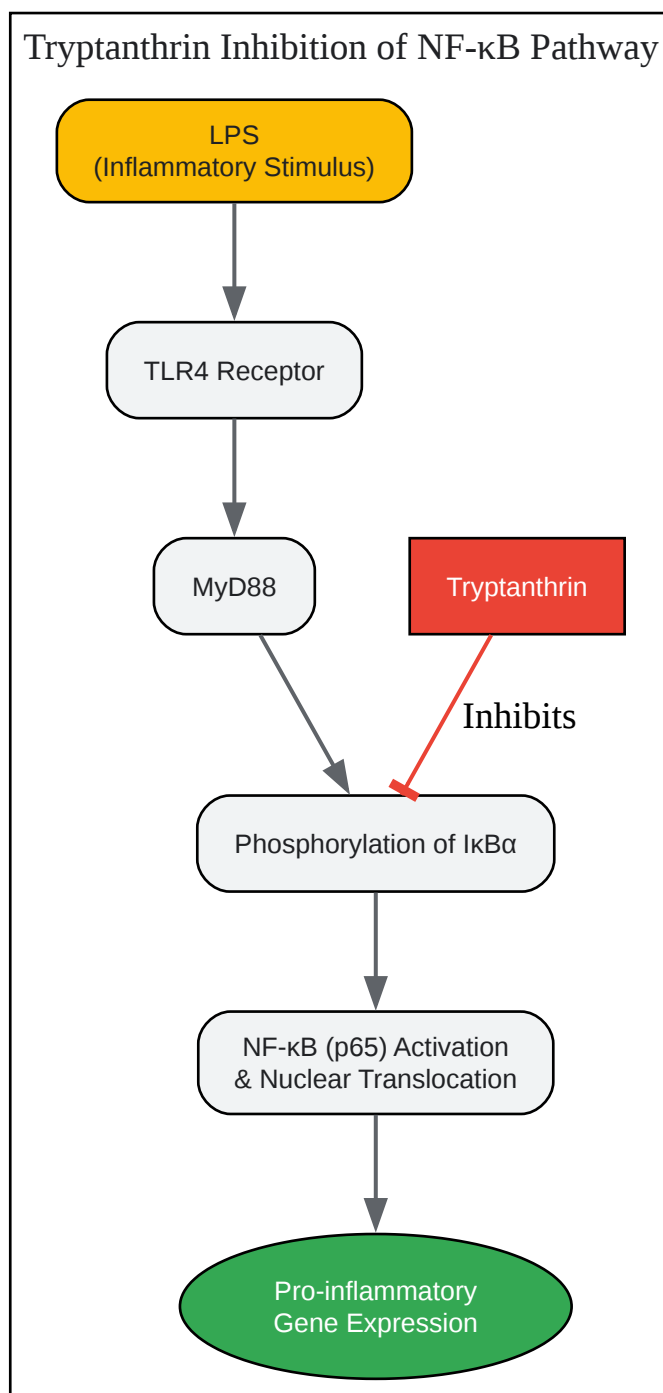 Tryptanthrin Inhibition of NF-κB Pathway
LPS
(Inflammatory Stimulus)
TLR4 Receptor
MyD88
Tryptanthrin
Inhibits
Phosphorylation of IκBα
NF-κB (p65) Activation
& Nuclear Translocation
Pro-inflammatory
Gene Expression